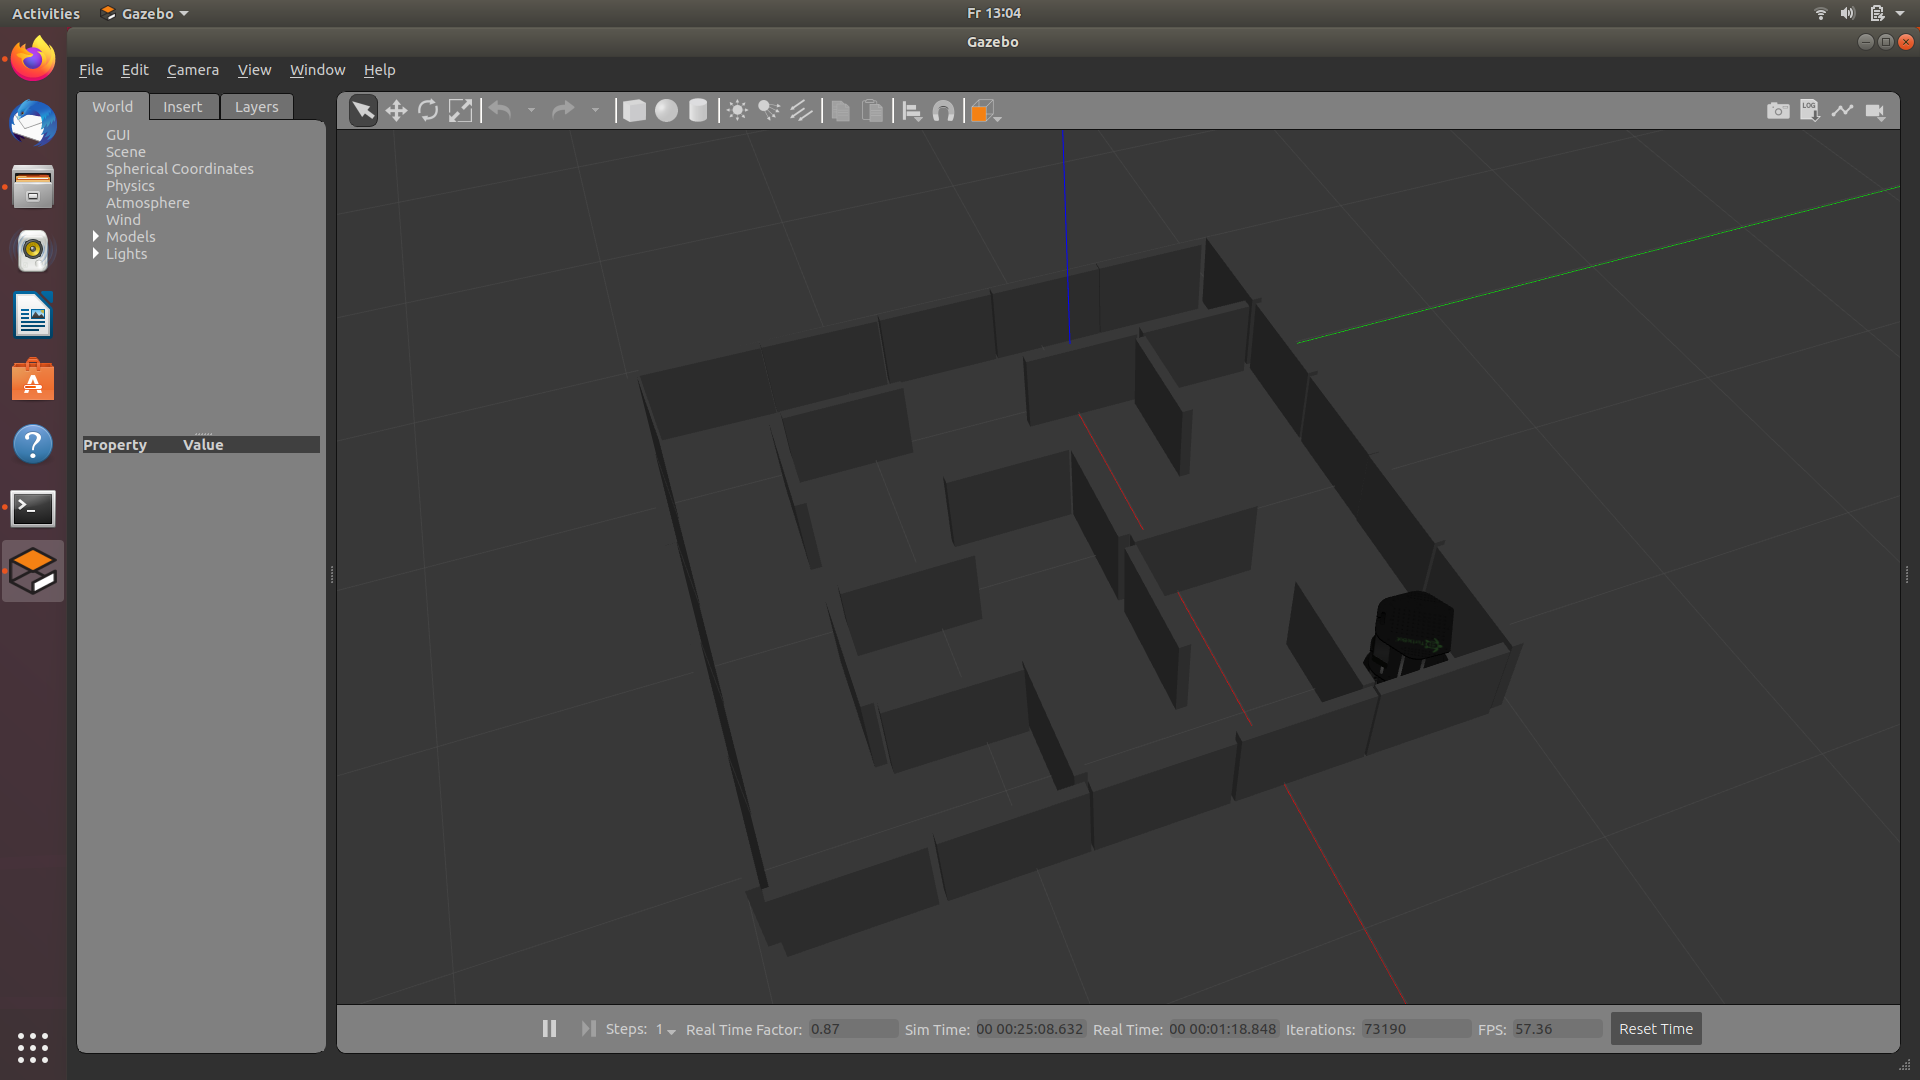 Activities Gazebo Fr 13:04
Gazebo
File Edit Camera View Window Help
World Insert Layers
GUI
Scene
Spherical Coordinates
Physics
Atmosphere
Wind
Models
Lights
Property Value
LOG
Steps: 1 Real Time Factor: 0.87 Sim Time: 00 00:25:08.632 Real Time: 00 00:01:18.848 Iterations: 73190 FPS: 57.36 Reset Time